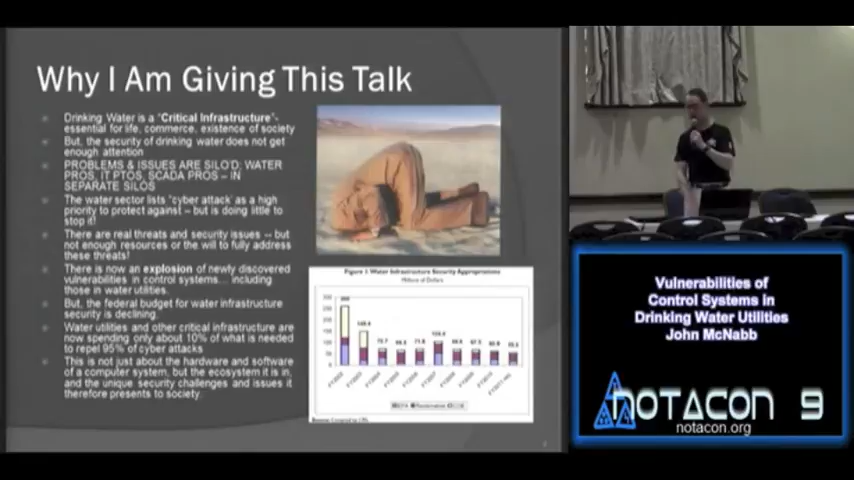 Why I Am Giving This Talk
Drinking Water is a "Critical Infrastructure"-
essential for life, commerce, existence of society
But, the security of drinking water does not get
enough attention
PROBLEMS & ISSUES ARE SILO'D; WATER
PROS, IT PTOS, SCADA PROS – IN
SEPARATE SILOS
The water sector lists 'cyber attack' as a high
priority to protect against – but is doing little to
stop it!
There are real threats and security issues -- but
not enough resources or the will to fully address
these threats!
There is now an explosion of newly discovered
vulnerabilities in control systems... including
those in water utilities.
But, the federal budget for water infrastructure
security is declining.
Water utilities and other critical infrastructure are
now spending only about 10% of what is needed
to repel 95% of cyber attacks
This is not just about the hardware and software
of a computer system, but the ecosystem it is in,
and the unique security challenges and issues it
therefore presents to society.
Figure 1. Water Infrastructure Security Appropriations
Millions of Dollars
Vulnerabilities of
Control Systems in
Drinking Water Utilities
John McNabb
NOTACON 9
notacon.org